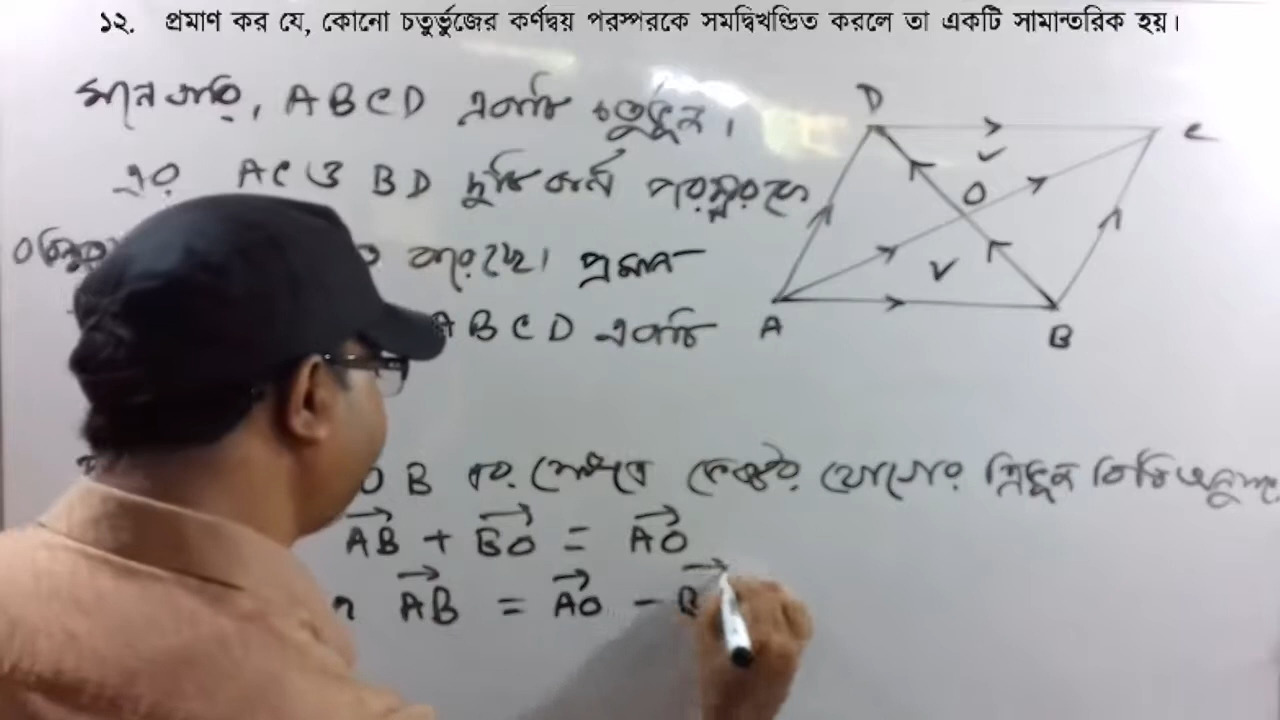 ১২. প্রমাণ কর যে, কোনো চতুর্ভুজের কর্ণদ্বয় পরস্পরকে সমদ্বিখণ্ডিত করলে তা একটি সামান্তরিক হয়।
মনে করি, ABCD একটি চতুর্ভুজ।
এর AC ও BD দুটি কর্ণ পরস্পরকে
O বিন্দুতে করেছে। প্রমাণ
ABCD একটি
OB এর ক্ষেত্রে ভেক্টর যোগের ত্রিভুজ বিধি অনুসারে
AB + BO = AO
AB = AO - B
D
C
O
A
B